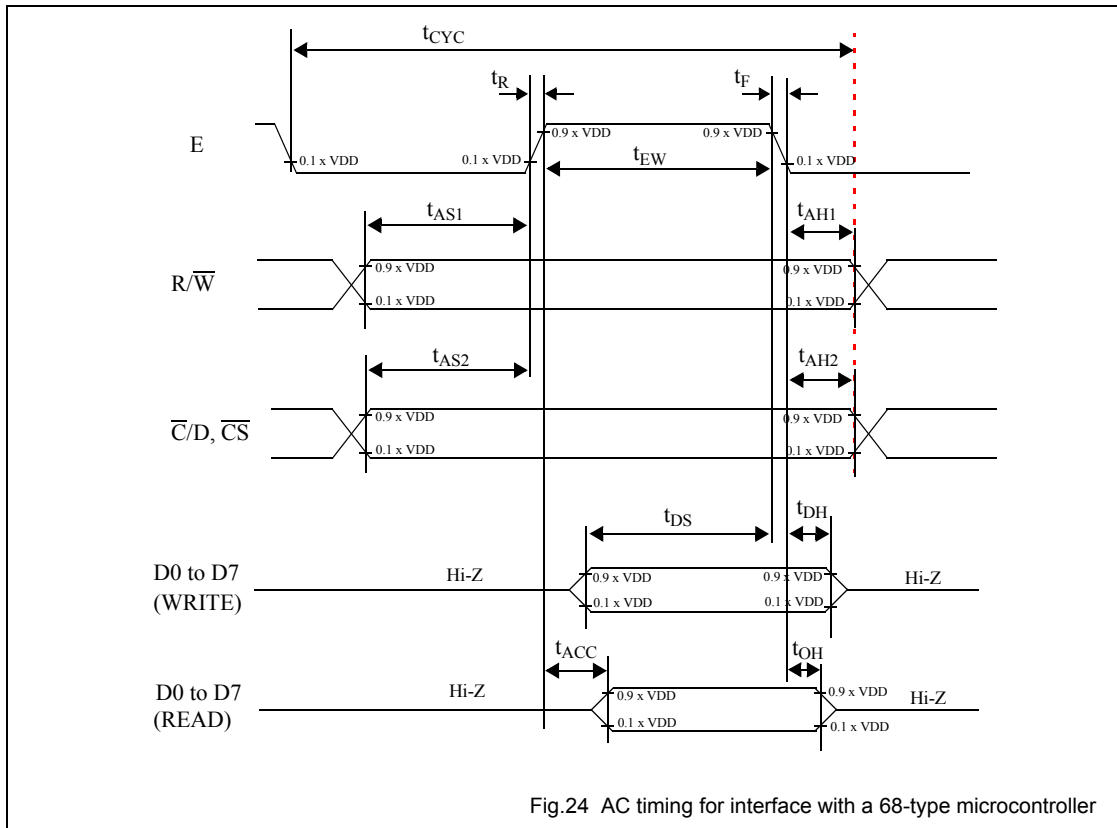 tCYC
tR
tF
E
0.9 x VDD
0.9 x VDD
0.1 x VDD
0.1 x VDD
tEW
0.1 x VDD
tAS1
tAH1
R/W̅
0.9 x VDD
0.9 x VDD
0.1 x VDD
0.1 x VDD
tAS2
tAH2
C̅/D, C̅S̅
0.9 x VDD
0.9 x VDD
0.1 x VDD
0.1 x VDD
tDS
tDH
D0 to D7
(WRITE)
Hi-Z
0.9 x VDD
0.9 x VDD
Hi-Z
0.1 x VDD
0.1 x VDD
tACC
tOH
D0 to D7
(READ)
Hi-Z
0.9 x VDD
0.9 x VDD
Hi-Z
0.1 x VDD
0.1 x VDD
Fig.24 AC timing for interface with a 68-type microcontroller